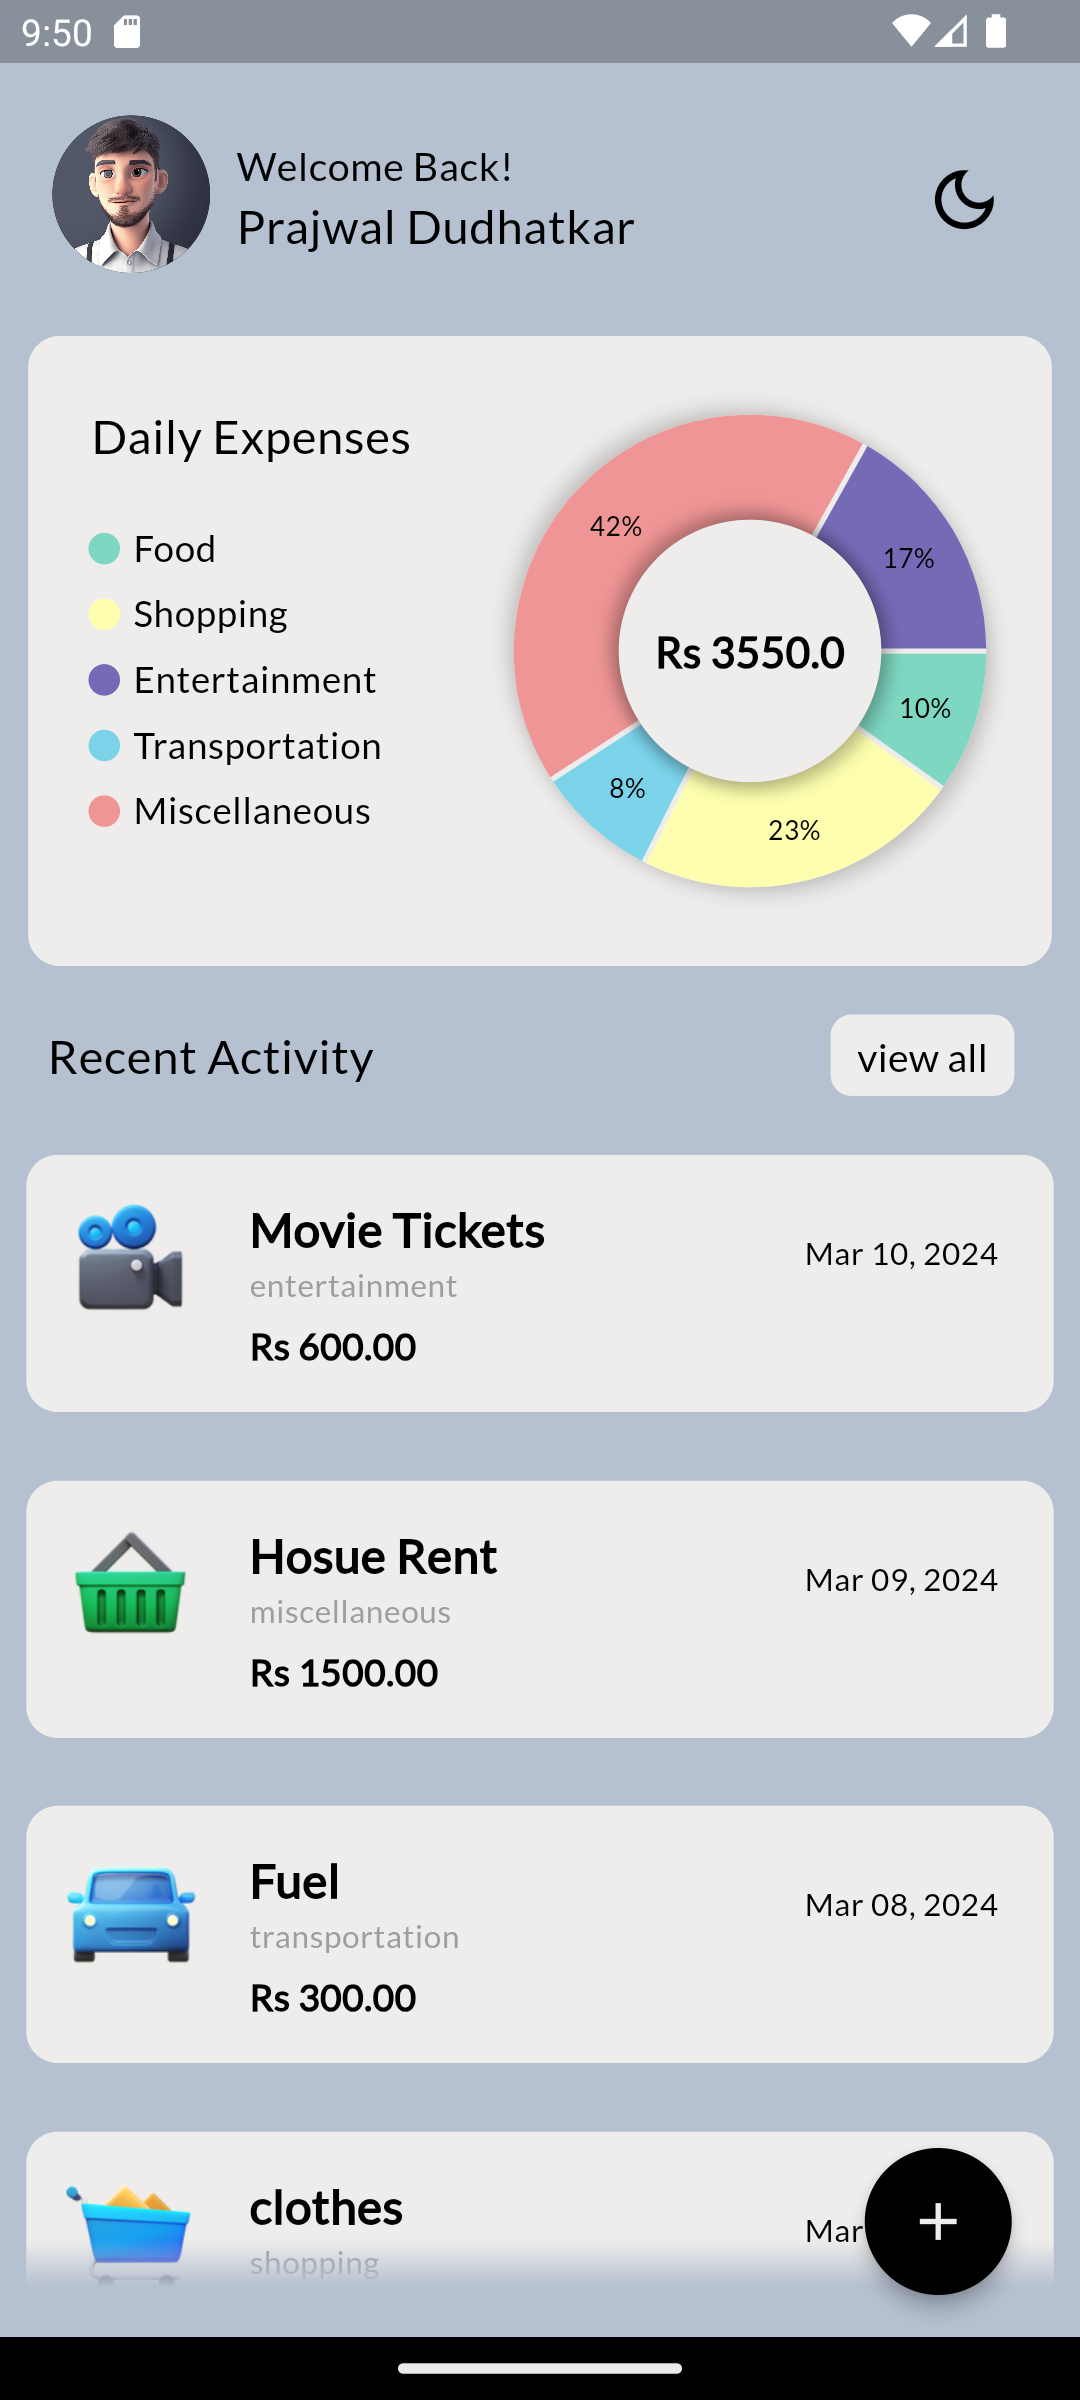 9:50
Welcome Back!
Prajwal Dudhatkar
Daily Expenses
Food
Shopping
Entertainment
Transportation
Miscellaneous
42%
17%
Rs 3550.0
10%
8%
23%
Recent Activity
view all
Movie Tickets
entertainment
Rs 600.00
Mar 10, 2024
Hosue Rent
miscellaneous
Rs 1500.00
Mar 09, 2024
Fuel
transportation
Rs 300.00
Mar 08, 2024
clothes
shopping
Mar